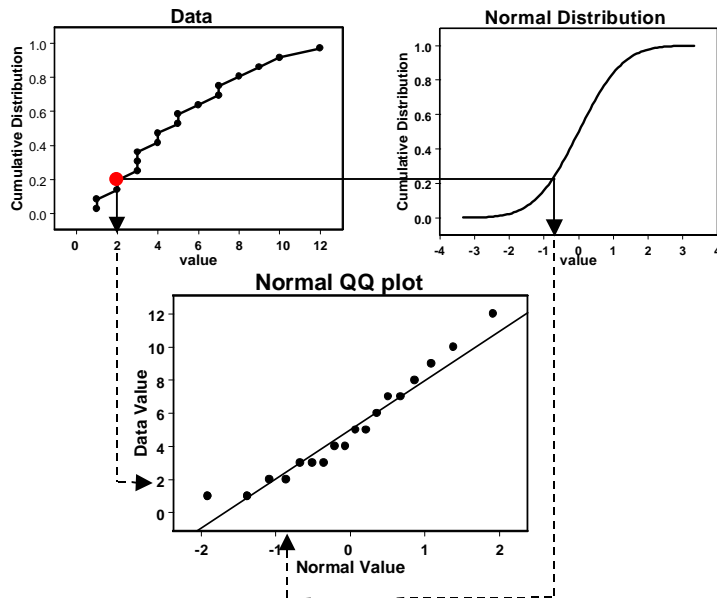 Data
Cumulative Distribution
1.0
0.8
0.6
0.4
0.2
0.0
0 2 4 6 8 10 12
value
Normal Distribution
Cumulative Distribution
1.0
0.8
0.6
0.4
0.2
0.0
-4 -3 -2 -1 0 1 2 3 4
value
Normal QQ plot
Data Value
12
10
8
6
4
2
0
-2 -1 0 1 2
Normal Value